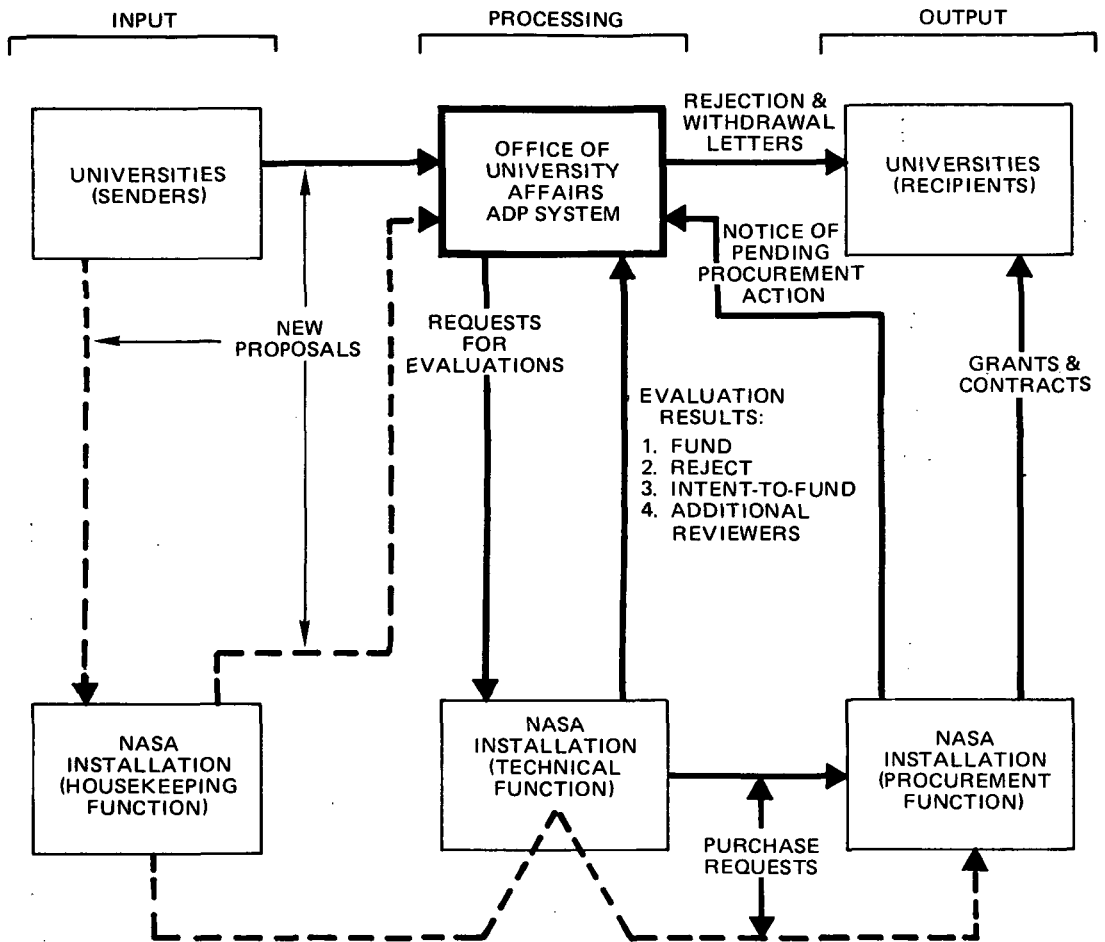 INPUT
PROCESSING
OUTPUT
UNIVERSITIES
(SENDERS)
OFFICE OF
UNIVERSITY
AFFAIRS
ADP SYSTEM
REJECTION &
WITHDRAWAL
LETTERS
UNIVERSITIES
(RECIPIENTS)
NEW
PROPOSALS
REQUESTS
FOR
EVALUATIONS
NOTICE OF
PENDING
PROCUREMENT
ACTION
EVALUATION
RESULTS:
1. FUND
2. REJECT
3. INTENT-TO-FUND
4. ADDITIONAL
REVIEWERS
GRANTS &
CONTRACTS
NASA
INSTALLATION
(HOUSEKEEPING
FUNCTION)
NASA
INSTALLATION
(TECHNICAL
FUNCTION)
NASA
INSTALLATION
(PROCUREMENT
FUNCTION)
PURCHASE
REQUESTS